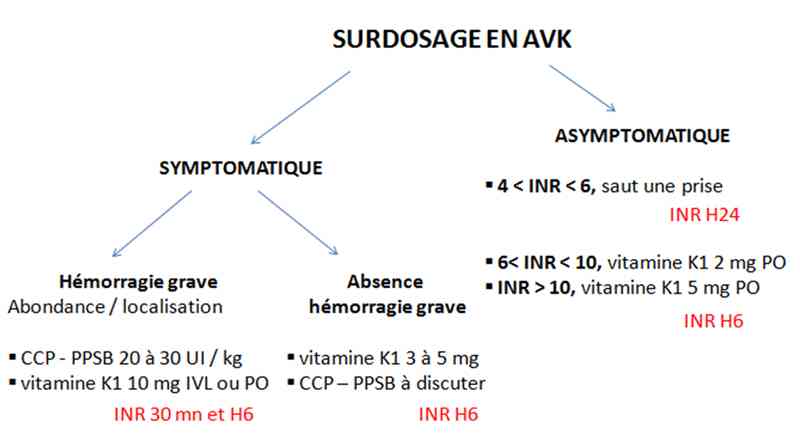 SURDOSAGE EN AVK
SYMPTOMATIQUE
Hémorragie grave
Abondance / localisation
▪ CCP - PPSB 20 à 30 UI / kg
▪ vitamine K1 10 mg IVL ou PO
INR 30 mn et H6
Absence
hémorragie grave
▪ vitamine K1 3 à 5 mg
▪ CCP – PPSB à discuter
INR H6
ASYMPTOMATIQUE
▪ 4 < INR < 6, saut une prise
INR H24
▪ 6< INR < 10, vitamine K1 2 mg PO
▪ INR > 10, vitamine K1 5 mg PO
INR H6